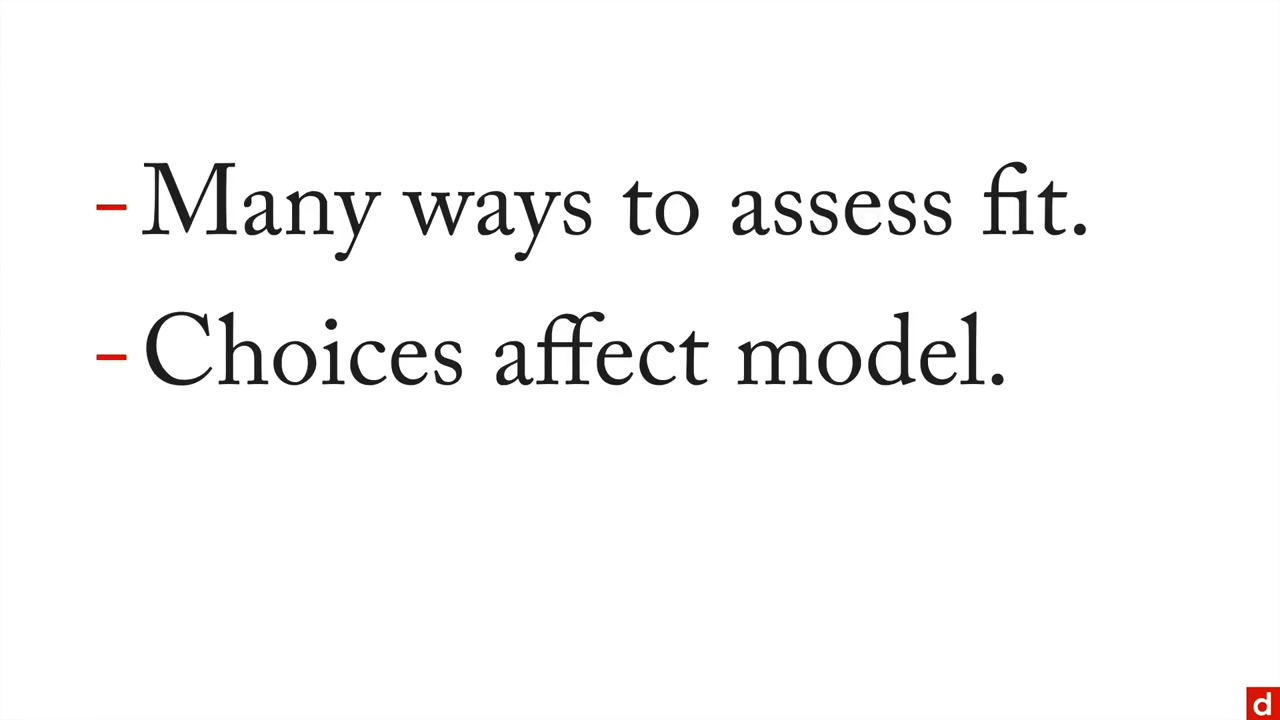 – Many ways to assess fit.
– Choices affect model.
d